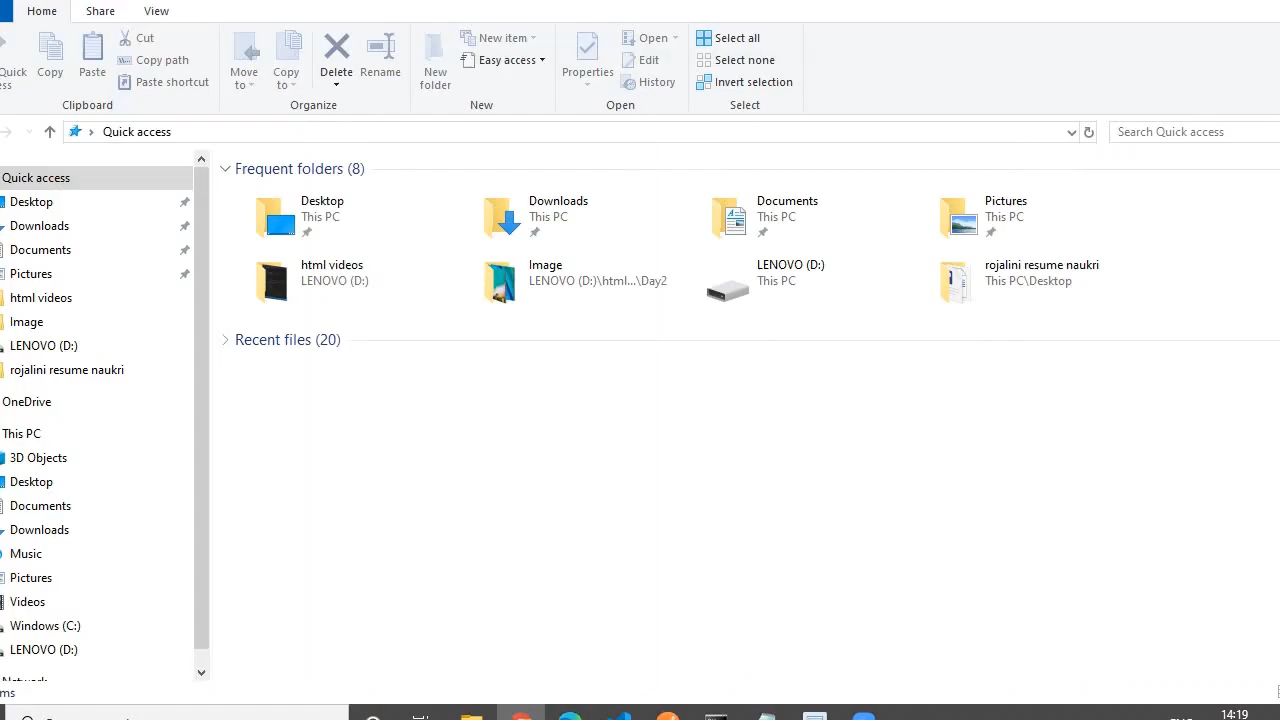 Home Share View
Quick Copy Paste Cut
Copy path
Paste shortcut
Clipboard
Move to Copy to Delete Rename
Organize
New folder New item
Easy access
New
Properties Open
Edit
History
Open
Select all
Select none
Invert selection
Select
Quick access
Search Quick access
Quick access
Desktop
Downloads
Documents
Pictures
html videos
Image
LENOVO (D:)
rojalini resume naukri
OneDrive
This PC
3D Objects
Desktop
Documents
Downloads
Music
Pictures
Videos
Windows (C:)
LENOVO (D:)
Frequent folders (8)
Desktop
This PC
Downloads
This PC
Documents
This PC
Pictures
This PC
html videos
LENOVO (D:)
Image
LENOVO (D:)\html...\Day2
LENOVO (D:)
This PC
rojalini resume naukri
This PC\Desktop
Recent files (20)
14:19